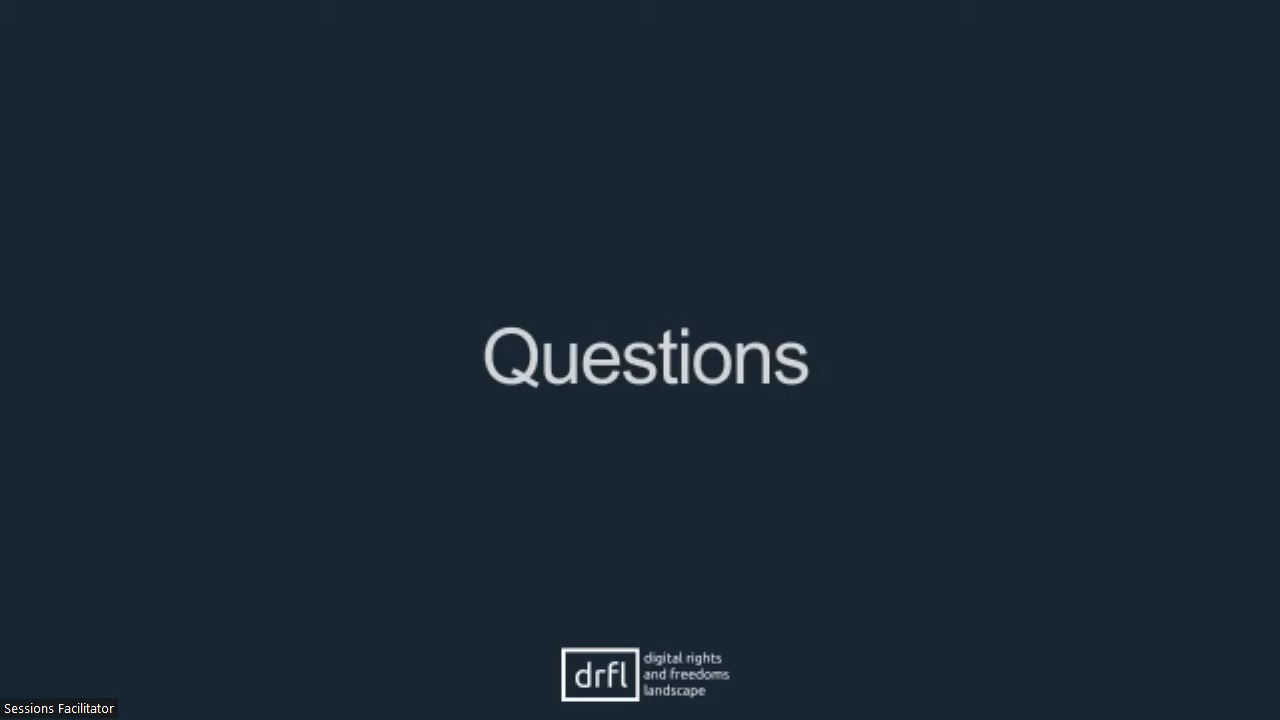 Questions
drfl
digital rights
and freedoms
landscape
Sessions Facilitator